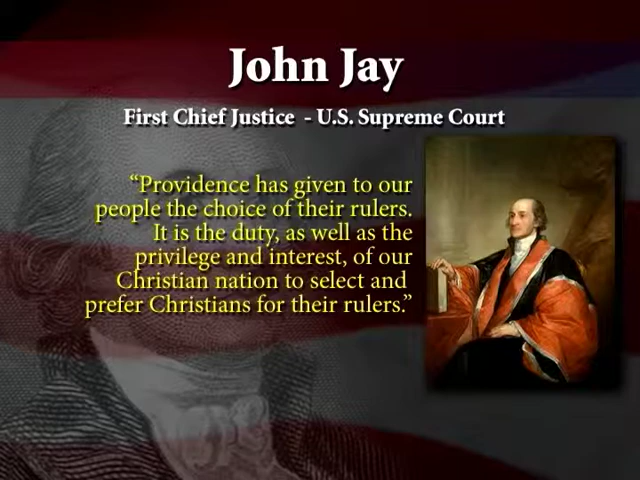 John Jay
First Chief Justice - U.S. Supreme Court
“Providence has given to our
people the choice of their rulers.
It is the duty, as well as the
privilege and interest, of our
Christian nation to select and
prefer Christians for their rulers.”